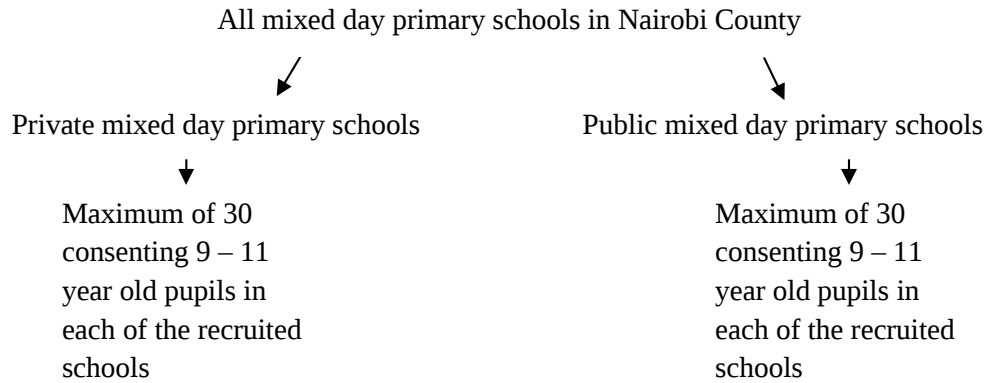 All mixed day primary schools in Nairobi County
Private mixed day primary schools
Public mixed day primary schools
Maximum of 30
consenting 9 – 11
year old pupils in
each of the recruited
schools
Maximum of 30
consenting 9 – 11
year old pupils in
each of the recruited
schools